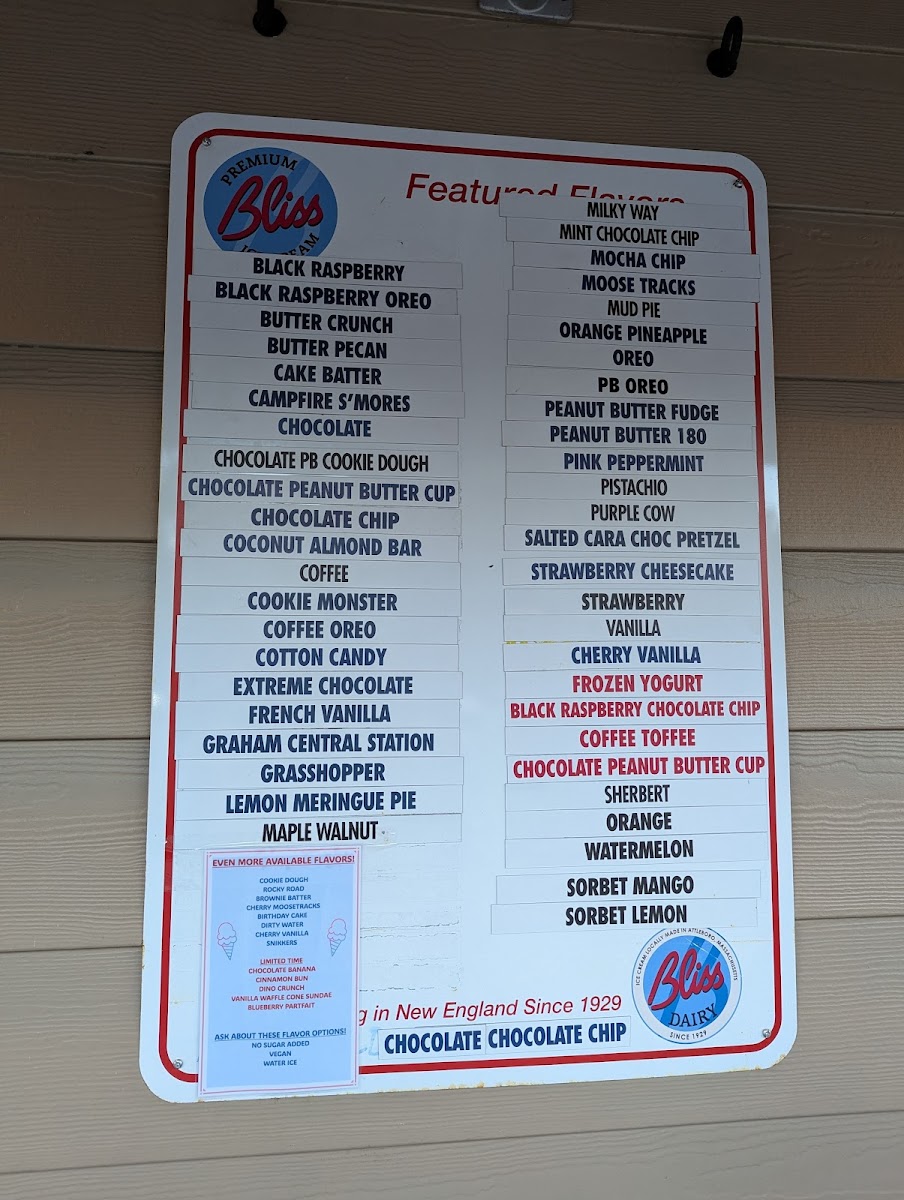 PREMIUM
Bliss
Featured Flavors
BLACK RASPBERRY
BLACK RASPBERRY OREO
BUTTER CRUNCH
BUTTER PECAN
CAKE BATTER
CAMPFIRE S'MORES
CHOCOLATE
CHOCOLATE PB COOKIE DOUGH
CHOCOLATE PEANUT BUTTER CUP
CHOCOLATE CHIP
COCONUT ALMOND BAR
COFFEE
COOKIE MONSTER
COFFEE OREO
COTTON CANDY
EXTREME CHOCOLATE
FRENCH VANILLA
GRAHAM CENTRAL STATION
GRASSHOPPER
LEMON MERINGUE PIE
MAPLE WALNUT
MILKY WAY
MINT CHOCOLATE CHIP
MOCHA CHIP
MOOSE TRACKS
MUD PIE
ORANGE PINEAPPLE
OREO
PB OREO
PEANUT BUTTER FUDGE
PEANUT BUTTER 180
PINK PEPPERMINT
PISTACHIO
PURPLE COW
SALTED CARA CHOC PRETZEL
STRAWBERRY CHEESECAKE
STRAWBERRY
VANILLA
CHERRY VANILLA
FROZEN YOGURT
BLACK RASPBERRY CHOCOLATE CHIP
COFFEE TOFFEE
CHOCOLATE PEANUT BUTTER CUP
SHERBERT
ORANGE
WATERMELON
SORBET MANGO
SORBET LEMON
EVEN MORE AVAILABLE FLAVORS!
COOKIE DOUGH
ROCKY ROAD
BROWNIE BATTER
CHERRY MOOSETRACKS
BIRTHDAY CAKE
DIRTY WATER
CHERRY VANILLA
SNIKKERS
LIMITED TIME
CHOCOLATE BANANA
CINNAMON BUN
DINO CRUNCH
VANILLA WAFFLE CONE SUNDAE
BLUEBERRY PARTFAIT
ASK ABOUT THESE FLAVOR OPTIONS!
NO SUGAR ADDED
VEGAN
WATER ICE
g in New England Since 1929
CHOCOLATE CHOCOLATE CHIP
ICE CREAM LOCALLY MADE IN ATTLEBORO, MASSACHUSETTS
Bliss
DAIRY
SINCE 1929